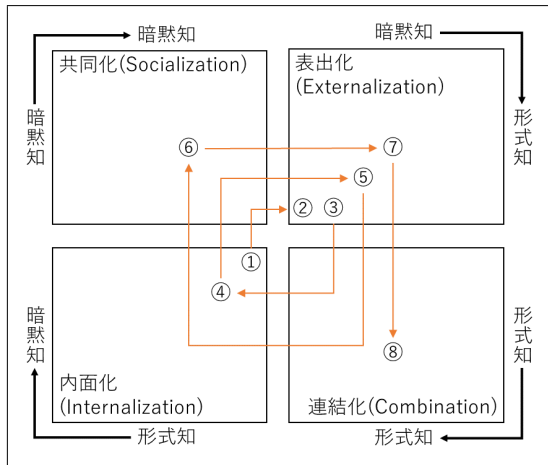 暗黙知
暗黙知
共同化(Socialization)
表出化
(Externalization)
暗黙知
形式知
⑥
⑦
⑤
②
③
①
④
暗黙知
形式知
⑧
内面化
(Internalization)
連結化(Combination)
形式知
形式知